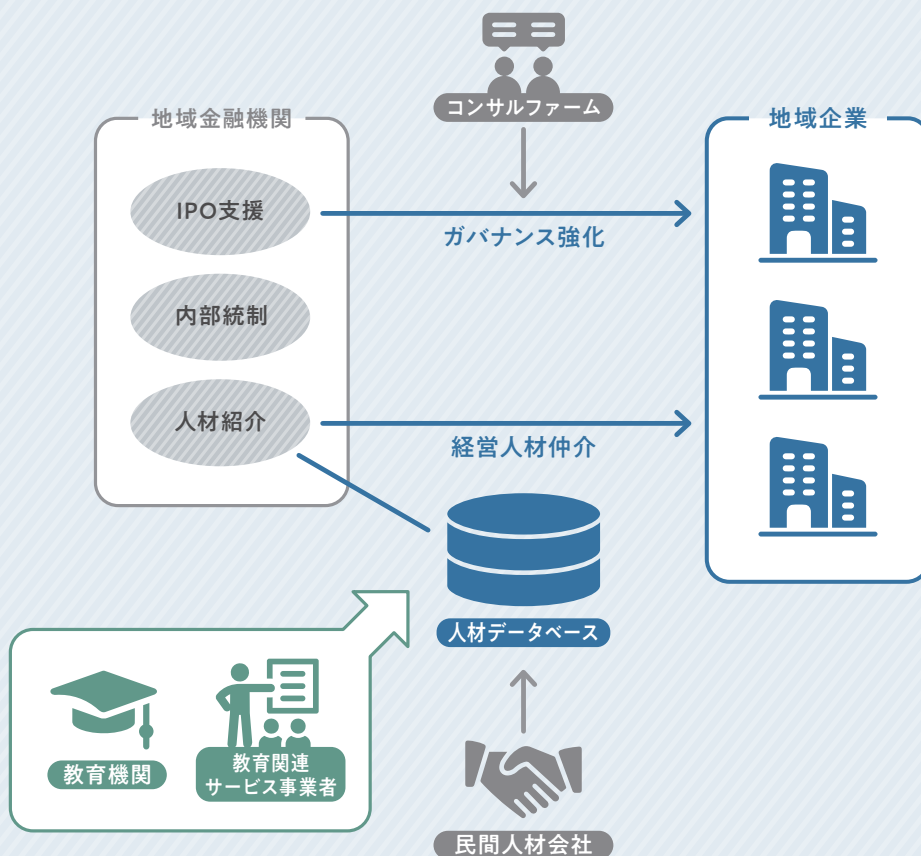 コンサルファーム
地域金融機関
地域企業
IPO支援
ガバナンス強化
内部統制
人材紹介
経営人材仲介
人材データベース
教育機関
教育関連
サービス事業者
民間人材会社